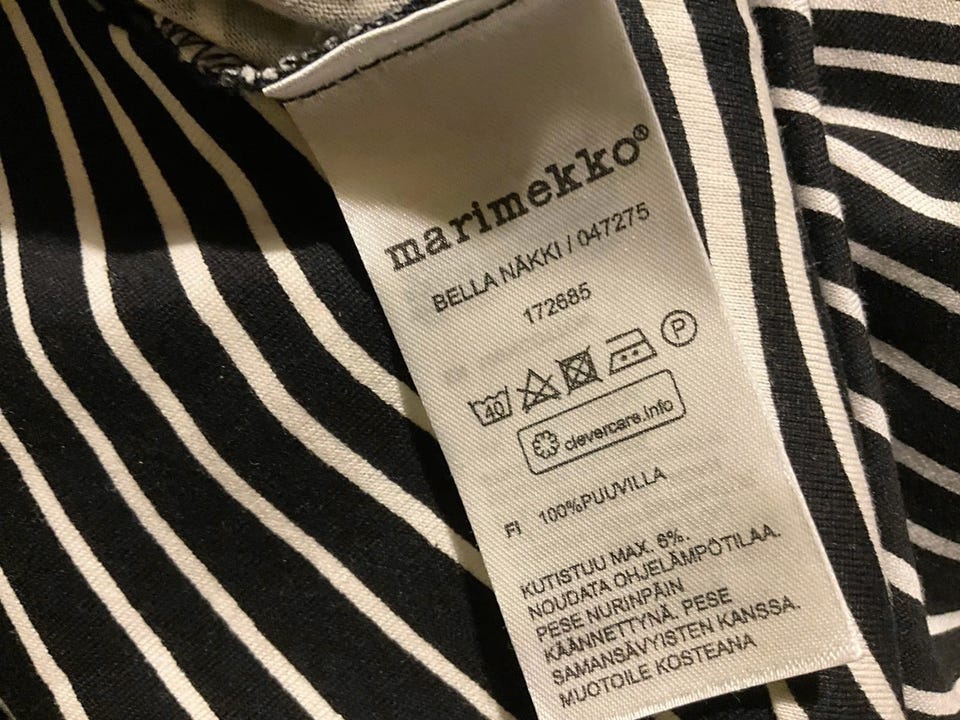 marimekko®
BELLA NÄKKI / 047275
172685
40 P
clevercare.info
FI 100%PUUVILLA
KUTISTUU MAX. 6%.
NOUDATA OHJELÄMPÖTILAA.
PESE NURINPÄIN
KÄÄNNETTYNÄ. PESE
SAMANSÄVYISTEN KANSSA.
MUOTOILE KOSTEANA